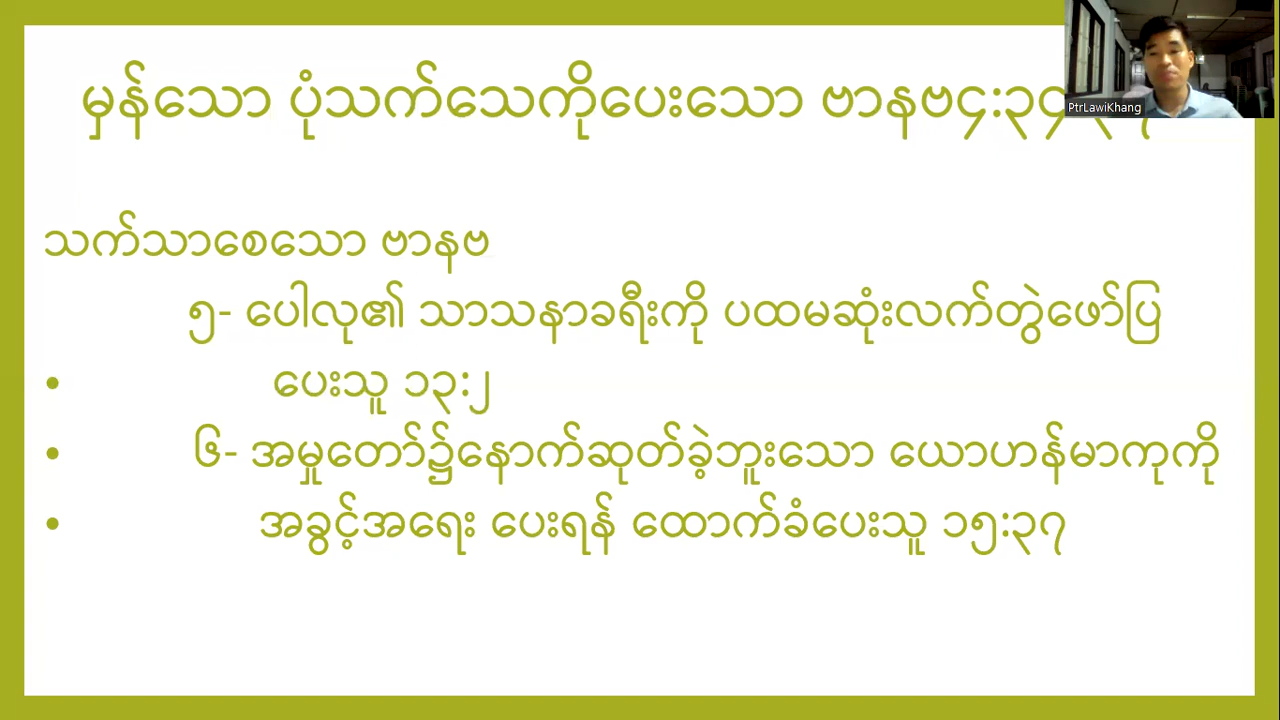 မှန်သော ပုံသက်သေကိုပေးသော ဗာနဗ၄:၃၄
PtrLawiKhang
သက်သာစေသော ဗာနဗ
၅- ပေါလု၏ သာသနာခရီးကို ပထမဆုံးလက်တွဲဖော်ပြ
• ပေးသူ ၁၃:၂
• ၆- အမှုတော်၌နောက်ဆုတ်ခဲ့ဘူးသော ယောဟန်မာကုကို
• အခွင့်အရေး ပေးရန် ထောက်ခံပေးသူ ၁၅:၃၇